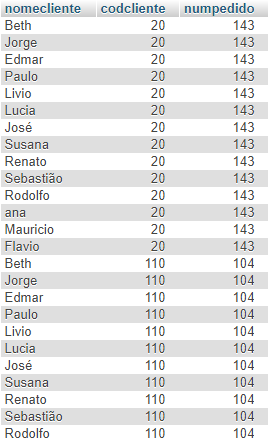 nomecliente codcliente numpedido
Beth 20 143
Jorge 20 143
Edmar 20 143
Paulo 20 143
Livio 20 143
Lucia 20 143
José 20 143
Susana 20 143
Renato 20 143
Sebastião 20 143
Rodolfo 20 143
ana 20 143
Mauricio 20 143
Flavio 20 143
Beth 110 104
Jorge 110 104
Edmar 110 104
Paulo 110 104
Livio 110 104
Lucia 110 104
José 110 104
Susana 110 104
Renato 110 104
Sebastião 110 104
Rodolfo 110 104